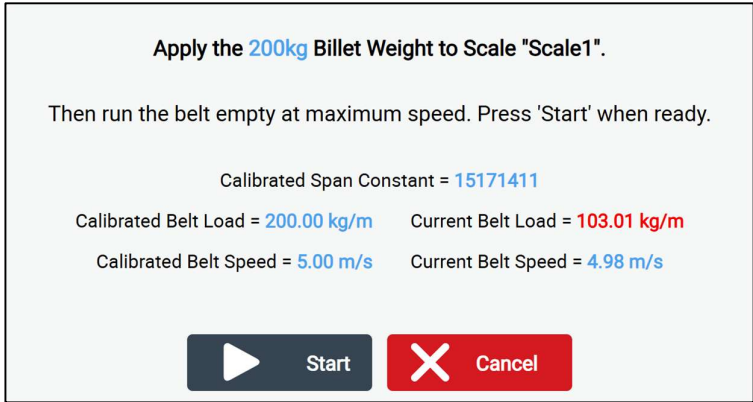 Apply the 200kg Billet Weight to Scale "Scale1".
Then run the belt empty at maximum speed. Press 'Start' when ready.
Calibrated Span Constant = 15171411
Calibrated Belt Load = 200.00 kg/m Current Belt Load = 103.01 kg/m
Calibrated Belt Speed = 5.00 m/s Current Belt Speed = 4.98 m/s
Start Cancel